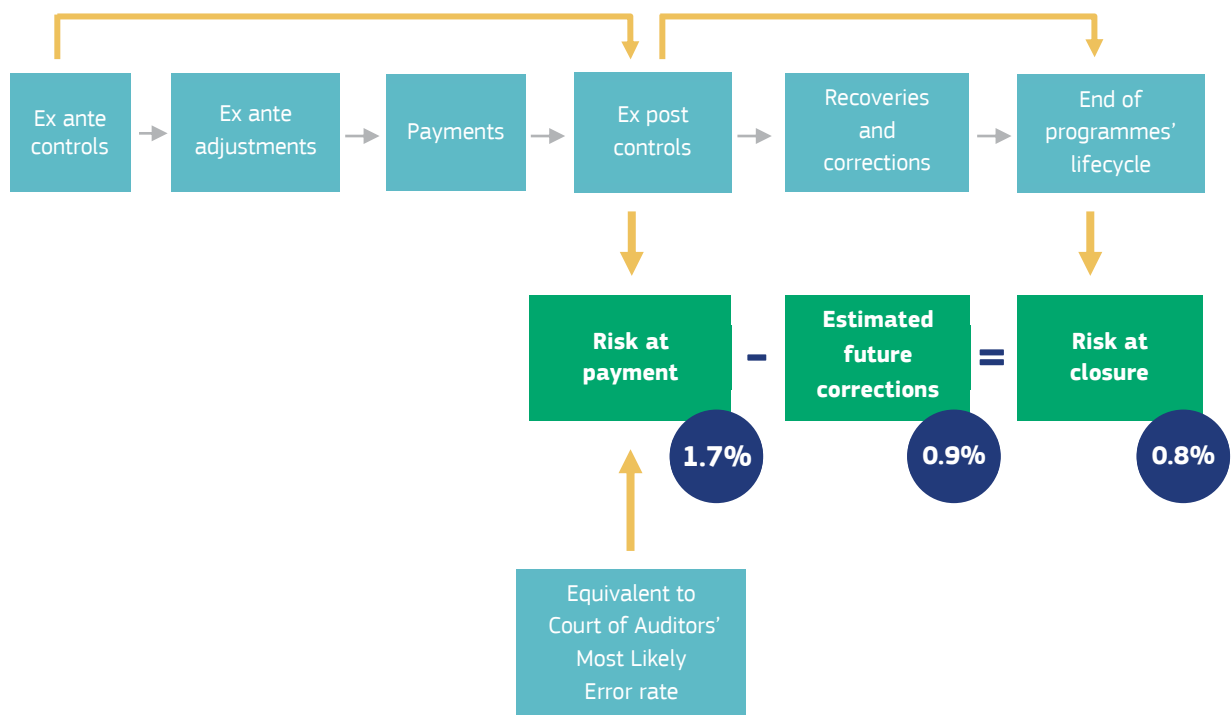 Ex ante
controls
Ex ante
adjustments
Payments
Ex post
controls
Recoveries
and
corrections
End of
programmes’
lifecycle
Risk at
payment
–
Estimated
future
corrections
=
Risk at
closure
1.7%
0.9%
0.8%
Equivalent to
Court of Auditors’
Most Likely
Error rate